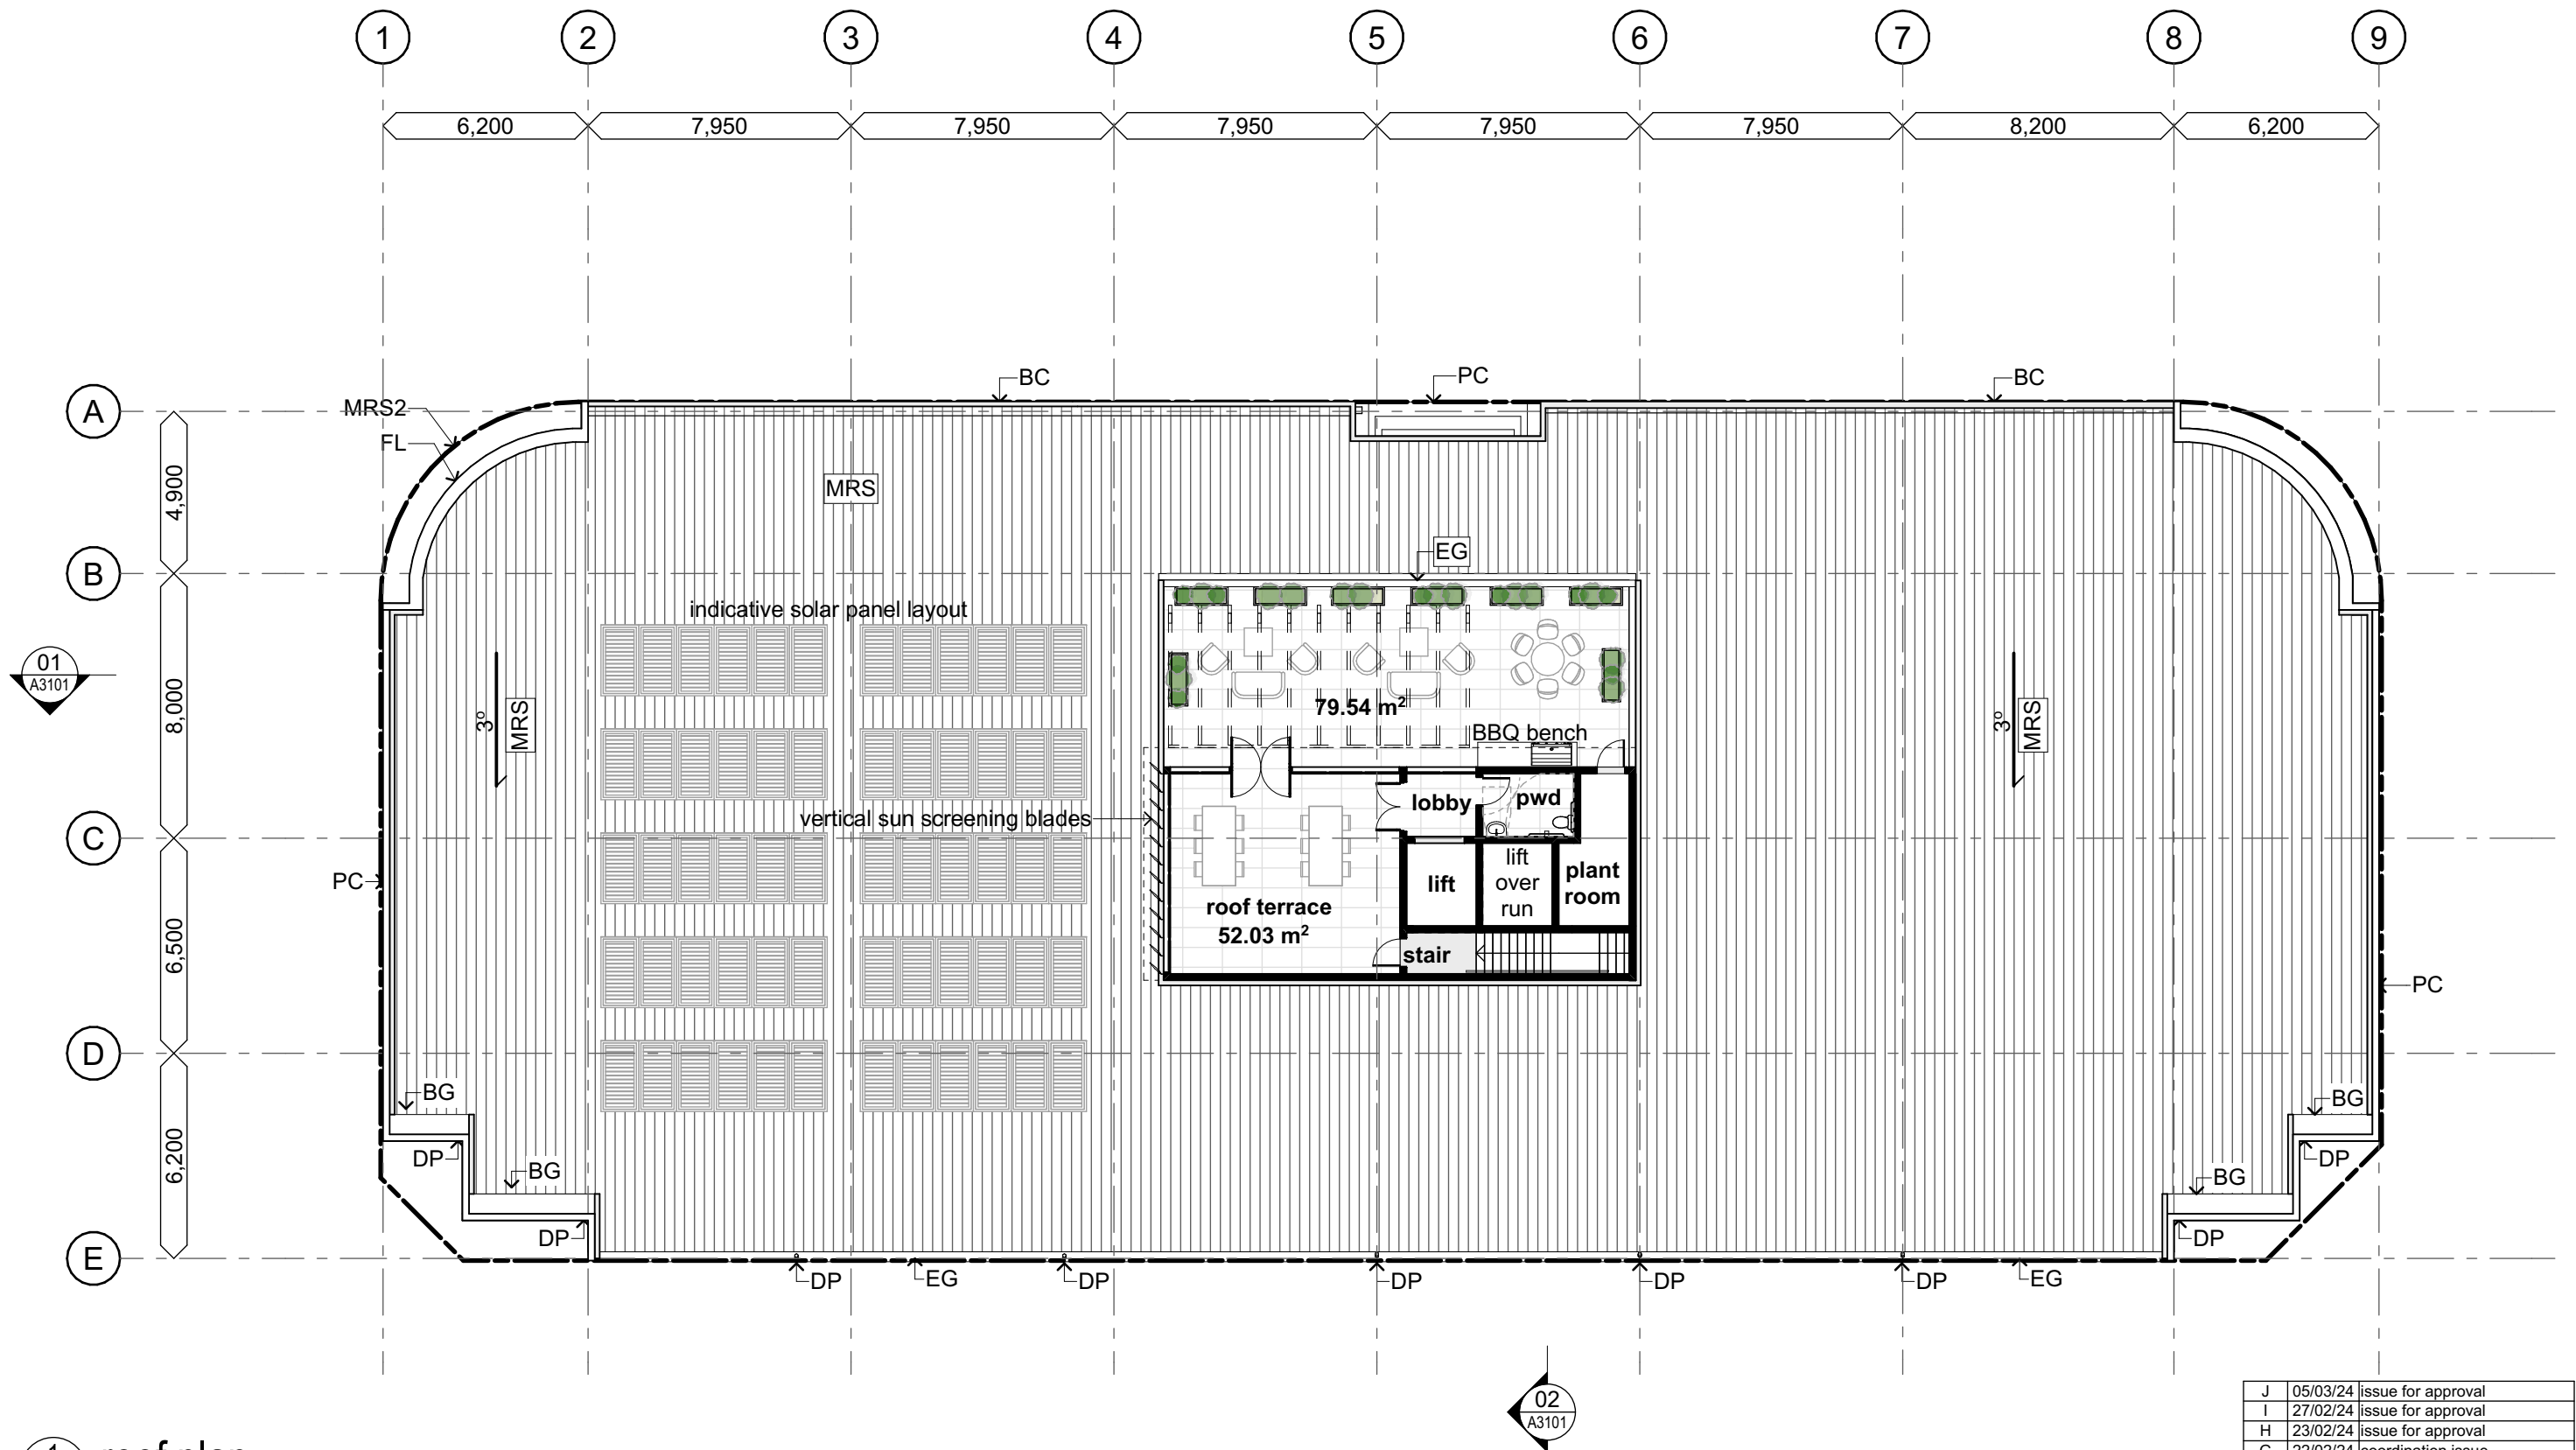 1 2 3 4 5 6 7 8 9
6,200 7,950 7,950 7,950 7,950 7,950 8,200 6,200
BC PC BC
A
MRS2
FL
4,900
MRS
EG
B
indicative solar panel layout
01
A3101
8,000
3º
MRS
79.54 m²
3º
MRS
BBQ bench
lobby
pwd
vertical sun screening blades
C
PC
lift
lift
over
run
plant
room
roof terrace
52.03 m²
6,500
stair
PC
D
BG BG
6,200
DP DP
BG BG
DP DP
E
DP EG DP DP DP DP EG
02
A3101
J 05/03/24 issue for approval
I 27/02/24 issue for approval
H 23/02/24 issue for approval